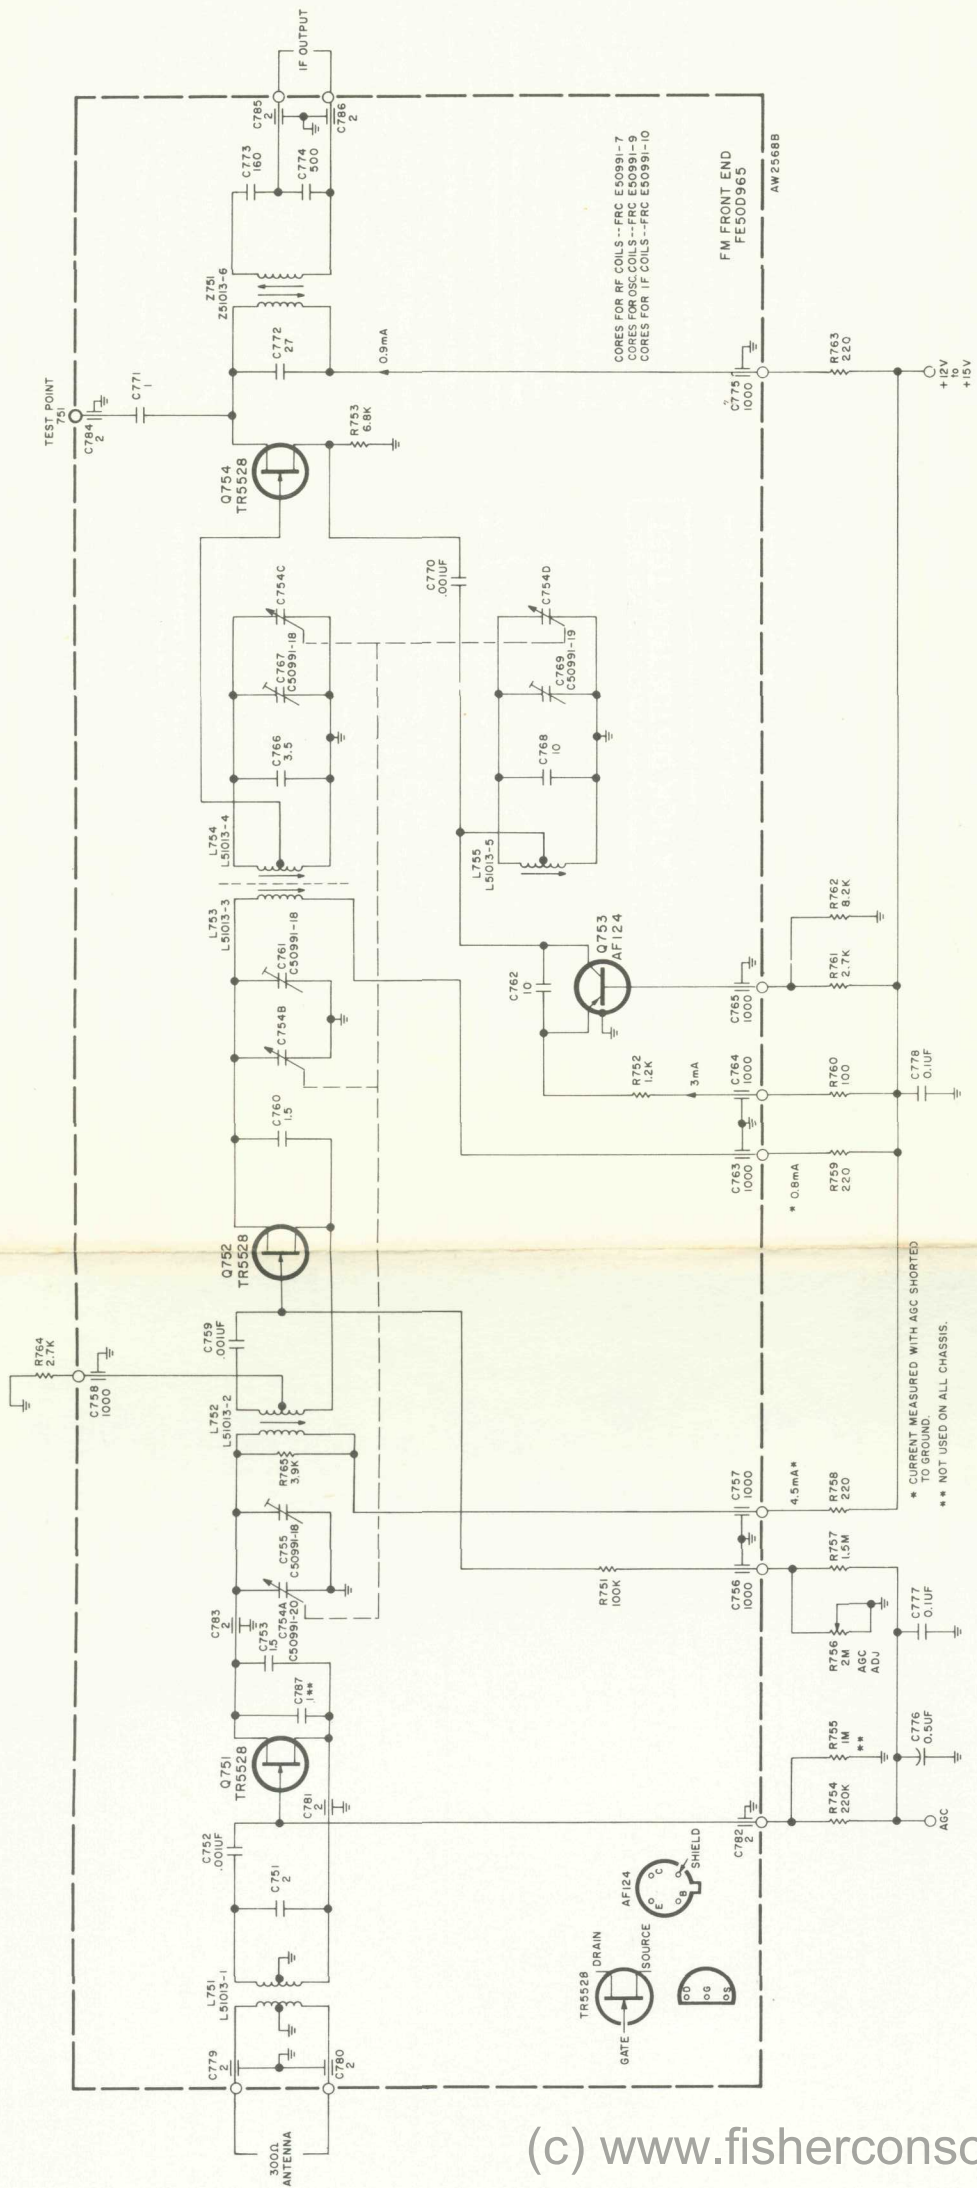 300Ω
ANTENNA
C779
2
C780
2
L751
L51013-1
C751
2
C752
.001UF
C781
2
Q751
TR5528
C787
1**
C753
1.5
C783
2
C754A
C50991-20
C755
C50991-18
R765
3.9K
L752
L51013-2
R764
2.7K
C758
1000
C759
.001UF
Q752
TR5528
C760
1.5
C754B
C761
C50991-18
L753
L51013-3
L754
L51013-4
C766
3.5
C767
C50991-18
C754C
Q754
TR5528
TEST POINT
751
C784
2
C771
1
R753
6.8K
C772
27
0.9mA
Z751
Z51013-6
C773
160
C774
500
C785
2
C786
2
IF OUTPUT
C770
.001UF
L755
L51013-5
C768
10
C769
C50991-19
C754D
C762
10
Q753
AF124
R752
1.2K
3mA
R751
100K
CORES FOR RF COILS--FRC E50991-7
CORES FOR OSC. COILS--FRC E50991-9
CORES FOR IF COILS--FRC E50991-10
FM FRONT END
FE50D965
AW2568B
TR5528
DRAIN
SOURCE
GATE
D
G
S
AF124
E
C
B
SHIELD
C782
2
C756
1000
C757
1000
C763
1000
C764
1000
C765
1000
C775
1000
4.5mA*
* 0.8mA
R754
220K
R755
1M
**
R756
2M
AGC
ADJ
R757
1.5M
R758
220
R759
220
R760
100
R761
2.7K
R762
8.2K
R763
220
AGC
C776
0.5UF
C777
0.1UF
C778
0.1UF
+12V
to
+15V
* CURRENT MEASURED WITH AGC SHORTED
TO GROUND.
** NOT USED ON ALL CHASSIS.
(c) www.fisherconsc